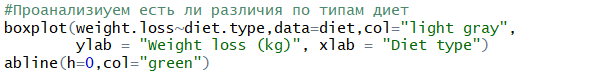 #Проанализиуем есть ли различия по типам диет
boxplot(weight.loss~diet.type,data=diet,col="light gray",
        ylab = "Weight loss (kg)", xlab = "Diet type")
abline(h=0,col="green")